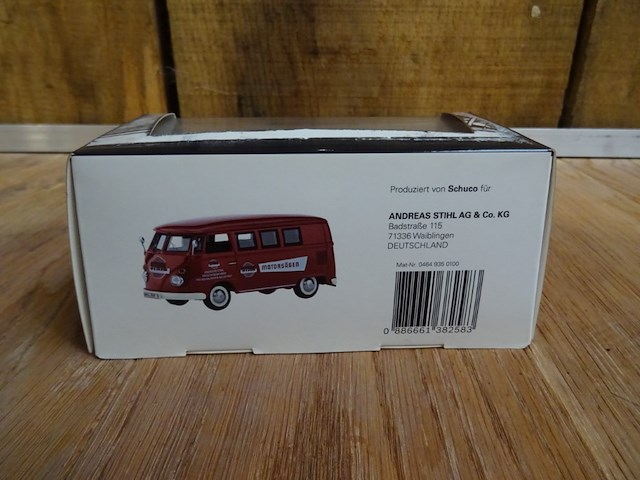 Produziert von Schuco für
ANDREAS STIHL AG & Co. KG
Badstraße 115
71336 Waiblingen
DEUTSCHLAND
Mat-Nr. 0464 935 0100
0 886661 382583
STIHL
MOTORSÄGEN